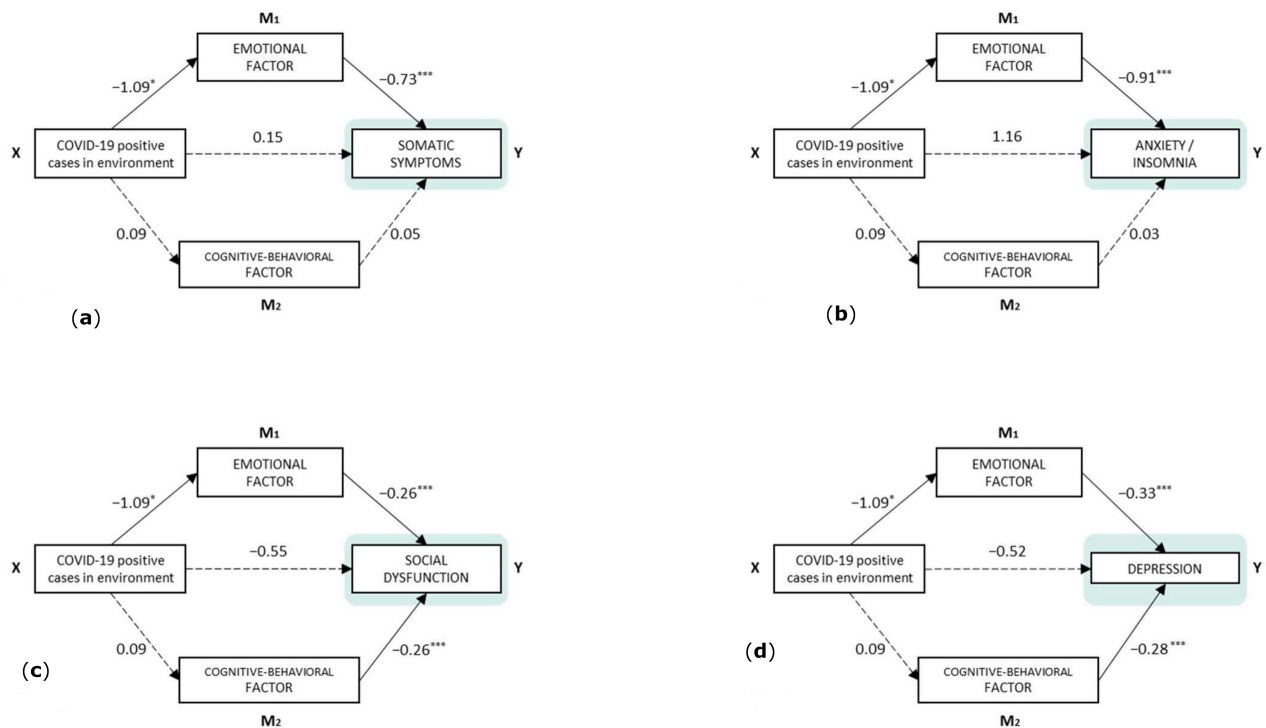 M1
EMOTIONAL
FACTOR
−1.09*
−0.73***
X
COVID-19 positive
cases in environment
0.15
SOMATIC
SYMPTOMS
Y
0.09
0.05
COGNITIVE-BEHAVIORAL
FACTOR
M2
(a)
M1
EMOTIONAL
FACTOR
−1.09*
−0.91***
X
COVID-19 positive
cases in environment
1.16
ANXIETY /
INSOMNIA
Y
0.09
0.03
COGNITIVE-BEHAVIORAL
FACTOR
M2
(b)
M1
EMOTIONAL
FACTOR
−1.09*
−0.26***
X
COVID-19 positive
cases in environment
−0.55
SOCIAL
DYSFUNCTION
Y
0.09
−0.26***
COGNITIVE-BEHAVIORAL
FACTOR
M2
(c)
M1
EMOTIONAL
FACTOR
−1.09*
−0.33***
X
COVID-19 positive
cases in environment
−0.52
DEPRESSION
Y
0.09
−0.28***
COGNITIVE-BEHAVIORAL
FACTOR
M2
(d)